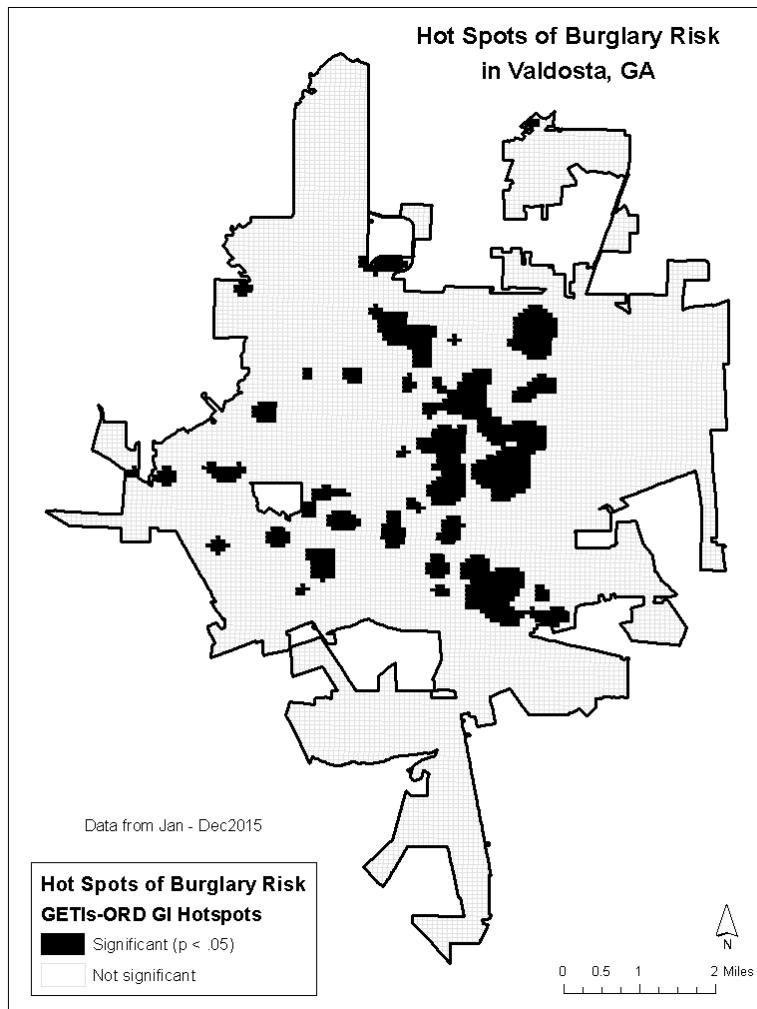 Hot Spots of Burglary Risk
in Valdosta, GA
Data from Jan - Dec2015
Hot Spots of Burglary Risk
GETIs-ORD GI Hotspots
Significant (p < .05)
Not significant
N
0 0.5 1 2 Miles